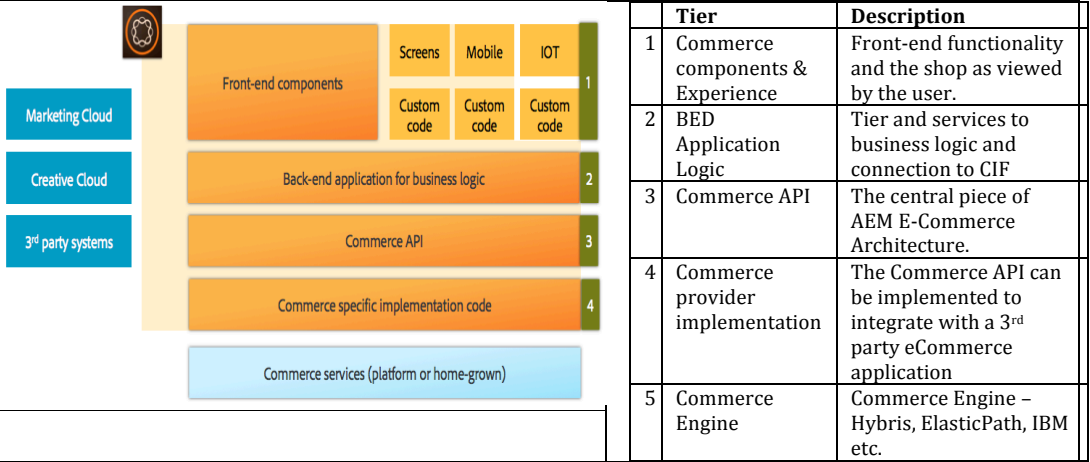 Marketing Cloud
Creative Cloud
3rd party systems
Front-end components
Screens
Mobile
IOT
Custom
code
Custom
code
Custom
code
1
Back-end application for business logic
2
Commerce API
3
Commerce specific implementation code
4
Commerce services (platform or home-grown)
Tier Description
1 Commerce Front-end functionality
components & and the shop as viewed
Experience by the user.
2 BED Tier and services to
Application business logic and
Logic connection to CIF
3 Commerce API The central piece of
AEM E-Commerce
Architecture.
4 Commerce The Commerce API can
provider be implemented to
implementation integrate with a 3rd
party eCommerce
application
5 Commerce Commerce Engine –
Engine Hybris, ElasticPath, IBM
etc.